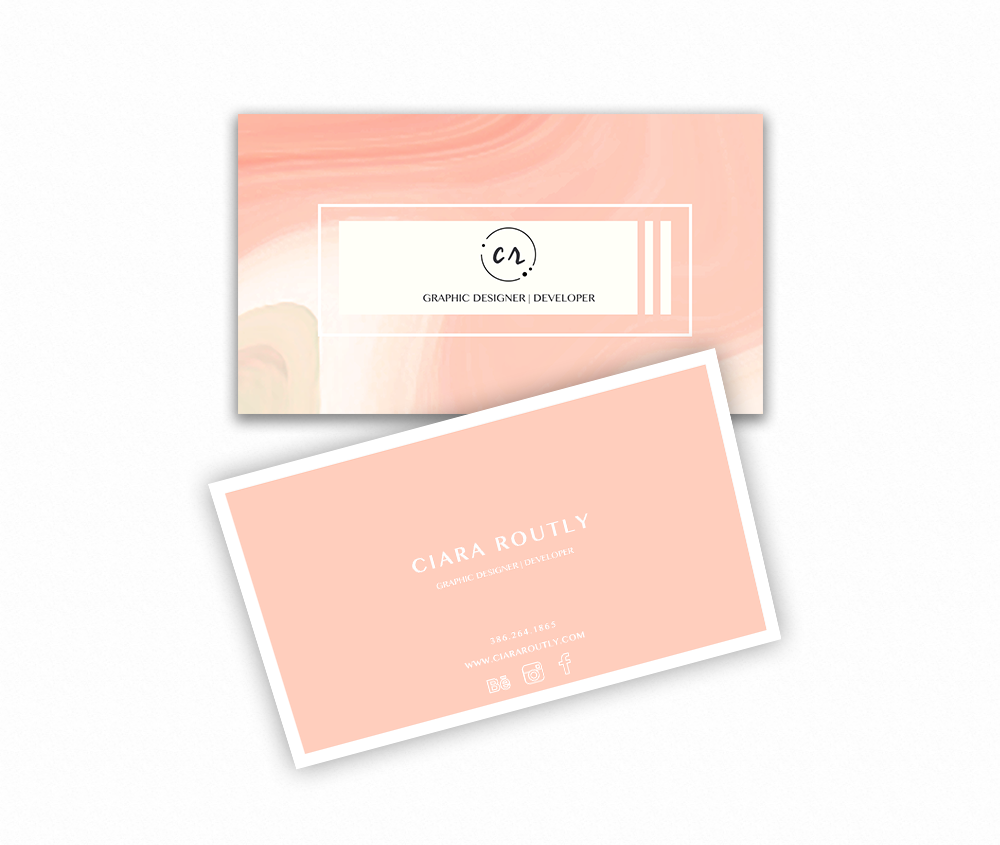 cr
GRAPHIC DESIGNER | DEVELOPER
CIARA ROUTLY
GRAPHIC DESIGNER | DEVELOPER
386.264.1865
WWW.CIARAROUTLY.COM
Bē